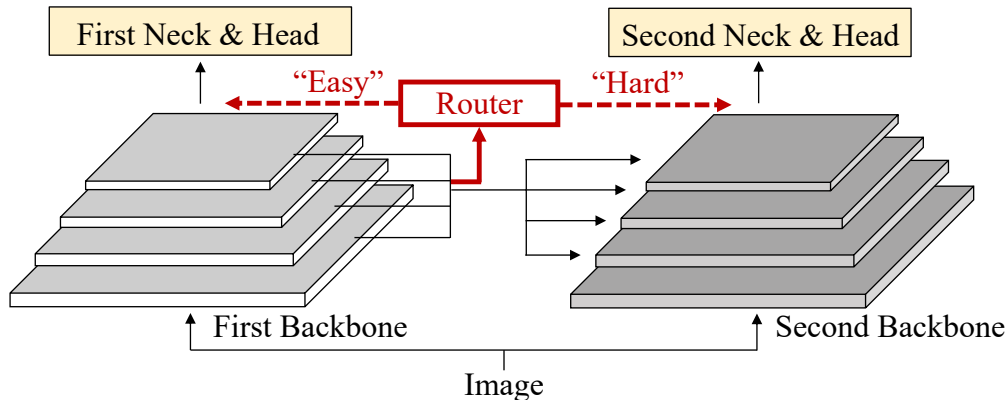 First Neck & Head
Second Neck & Head
“Easy”
Router
“Hard”
First Backbone
Second Backbone
Image